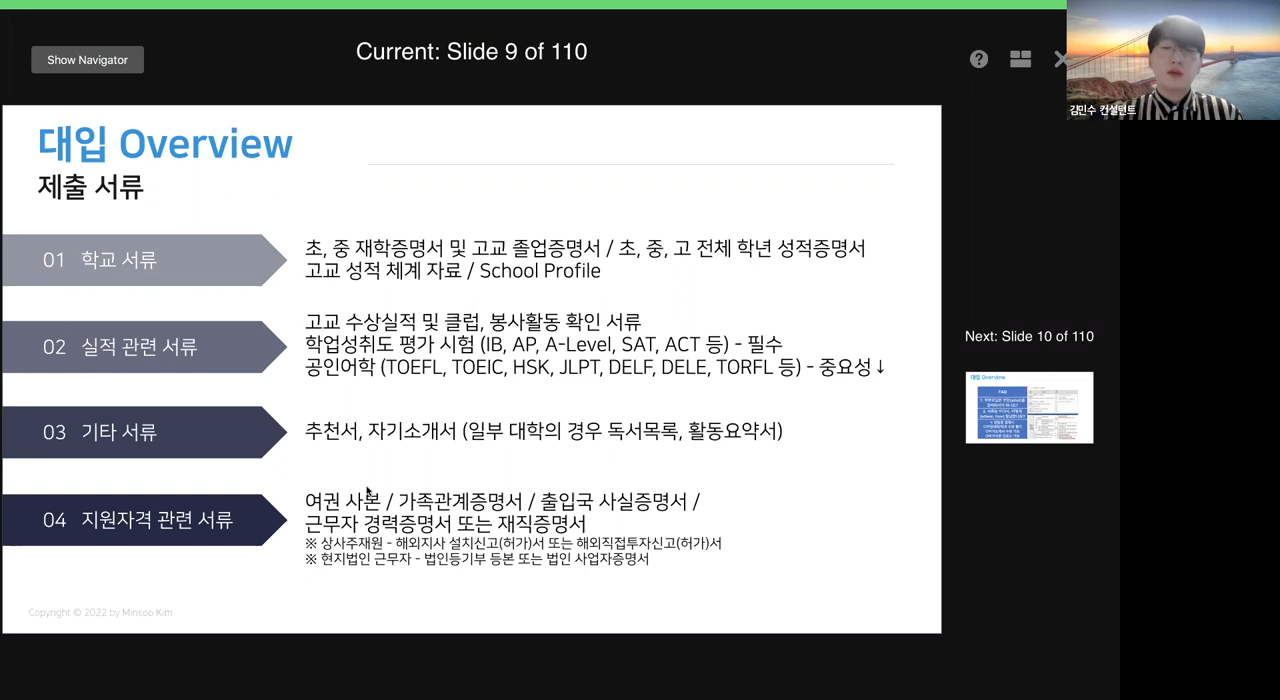 Show Navigator
Current: Slide 9 of 110
?
김민수 컨설턴트
대입 Overview
제출 서류
01 학교 서류
초, 중 재학증명서 및 고교 졸업증명서 / 초, 중, 고 전체 학년 성적증명서
고교 성적 체계 자료 / School Profile
02 실적 관련 서류
고교 수상실적 및 클럽, 봉사활동 확인 서류
학업성취도 평가 시험 (IB, AP, A-Level, SAT, ACT 등) - 필수
공인어학 (TOEFL, TOEIC, HSK, JLPT, DELF, DELE, TORFL 등) - 중요성↓
03 기타 서류
추천서, 자기소개서 (일부 대학의 경우 독서목록, 활동요약서)
04 지원자격 관련 서류
여권 사본 / 가족관계증명서 / 출입국 사실증명서 /
근무자 경력증명서 또는 재직증명서
※ 상사주재원 - 해외지사 설치신고(허가)서 또는 해외직접투자신고(허가)서
※ 현지법인 근무자 - 법인등기부 등본 또는 법인 사업자증명서
Copyright © 2022 by Minsoo Kim
Next: Slide 10 of 110
대입 Overview
FAQ